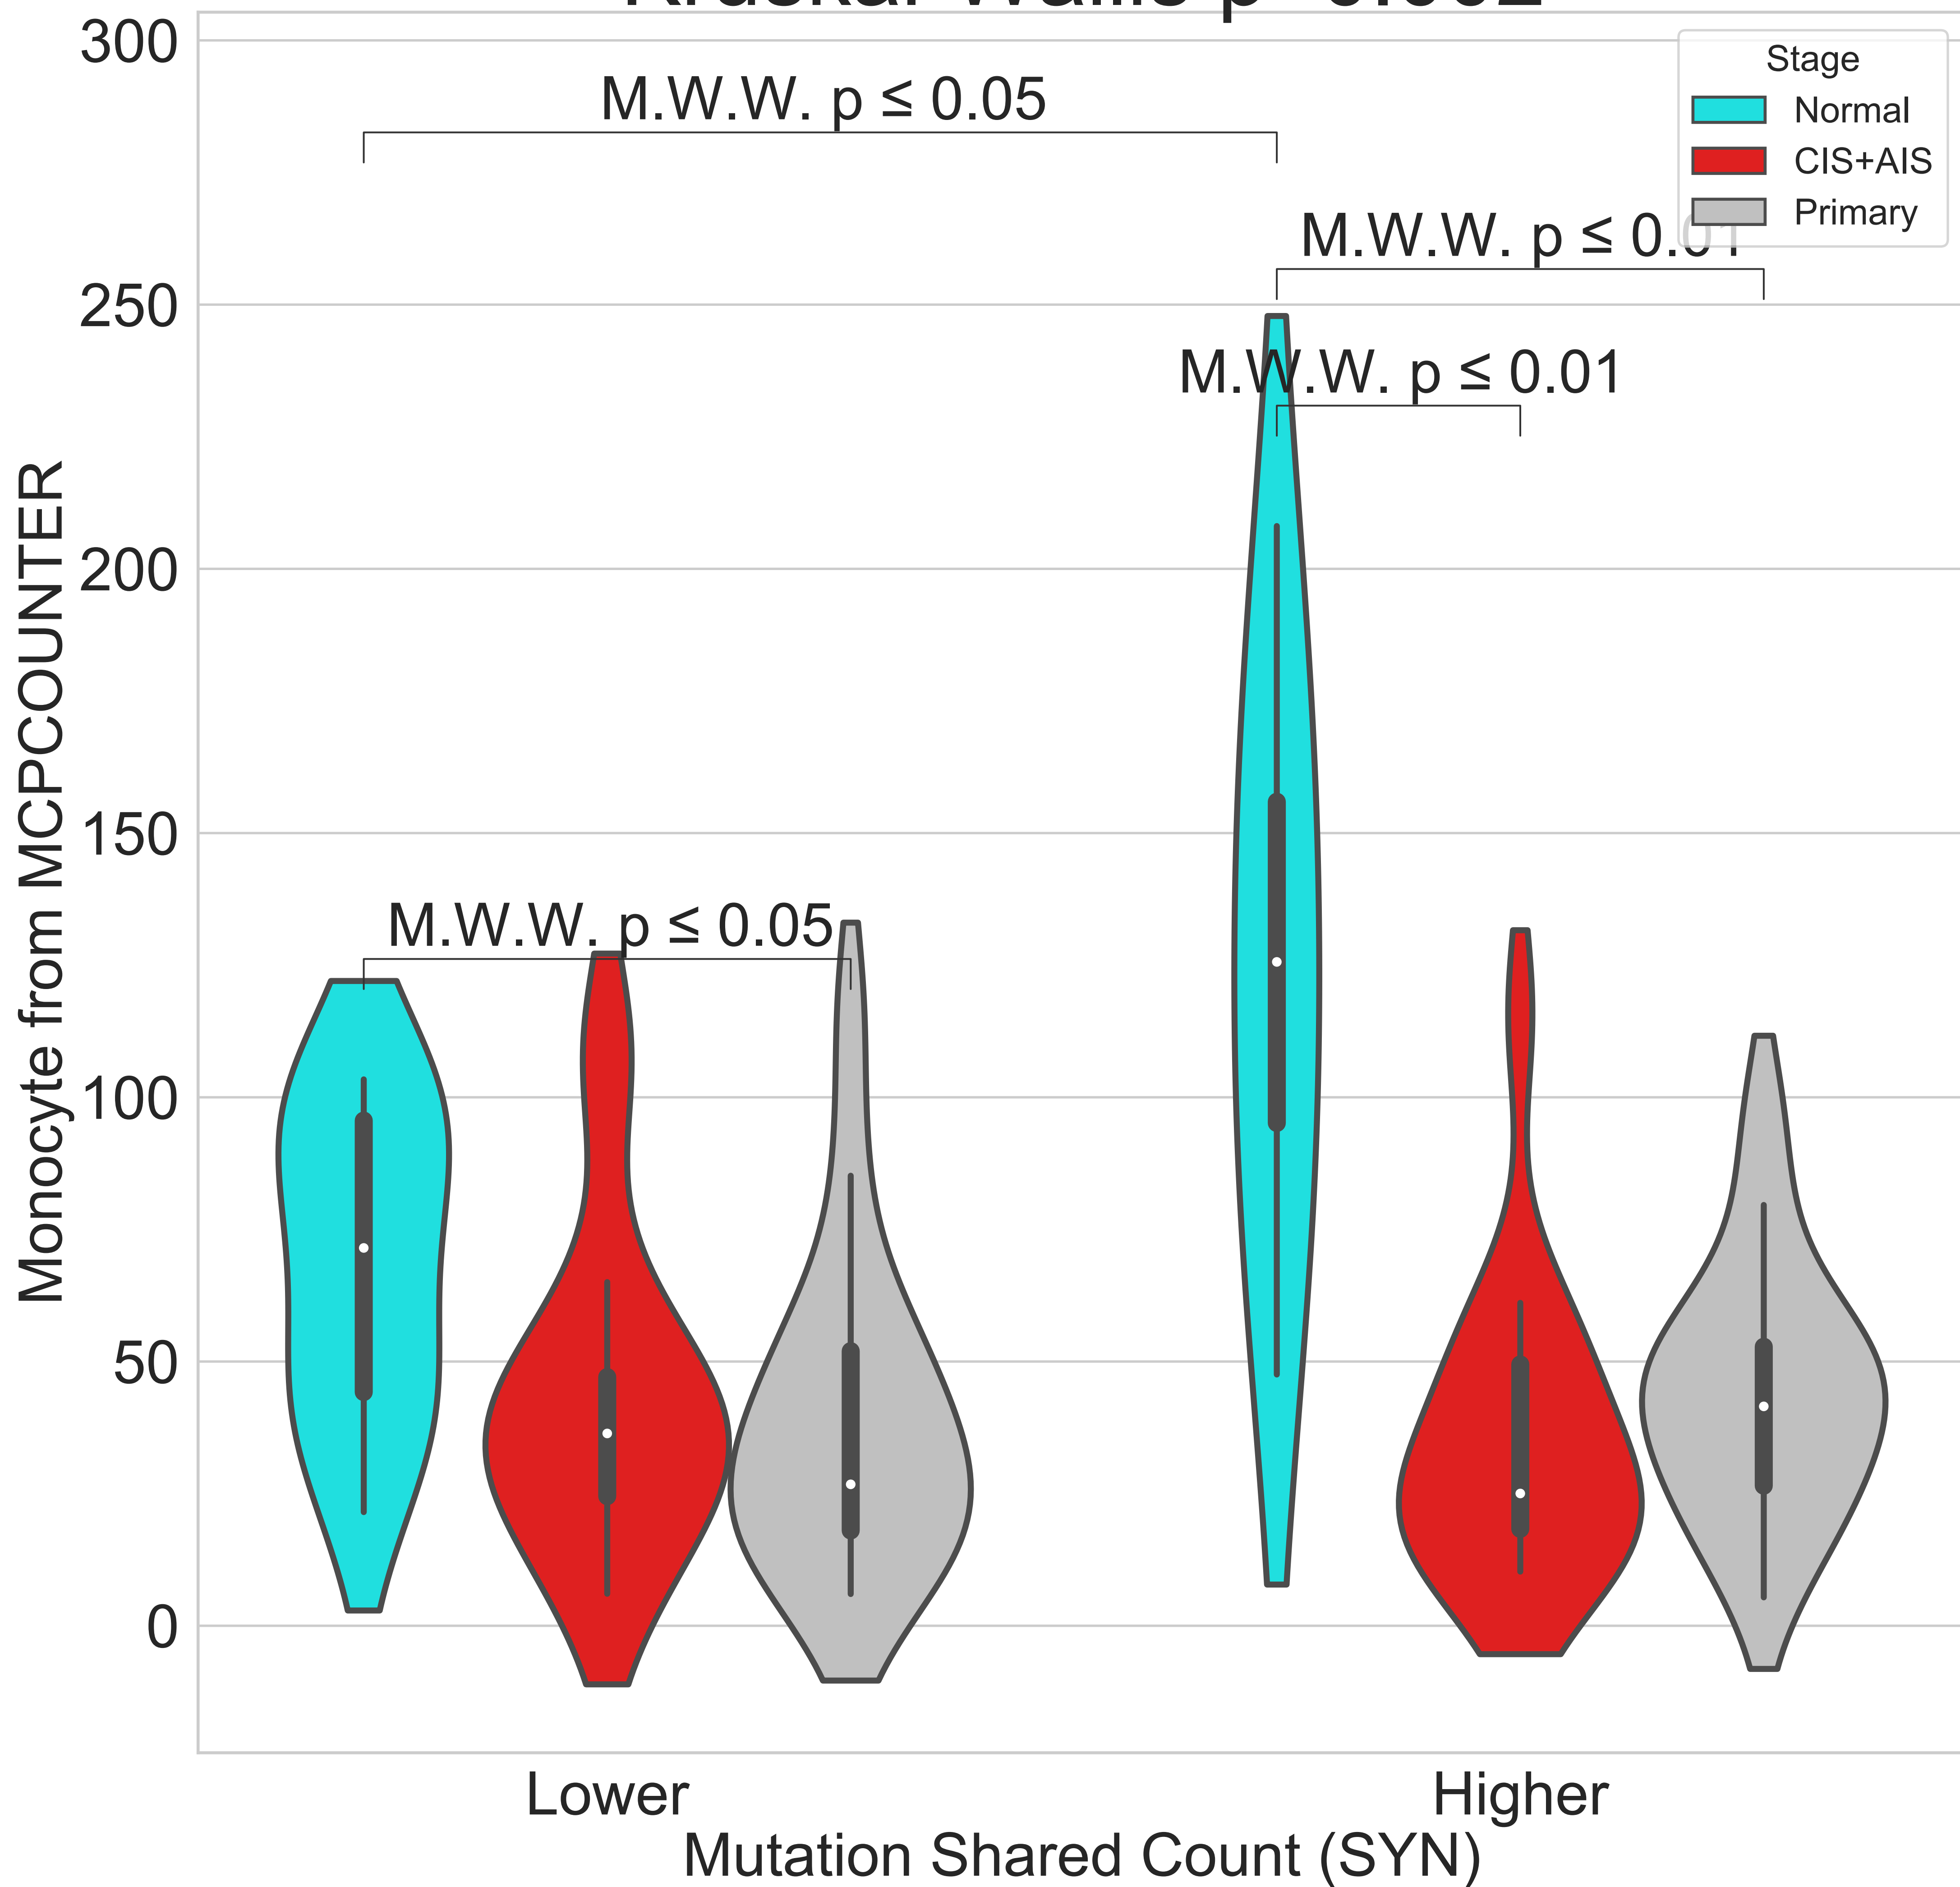 300
M.W.W. p ≤ 0.05
Stage
Normal
CIS+AIS
Primary
M.W.W. p ≤ 0.01
250
M.W.W. p ≤ 0.01
200
150
M.W.W. p ≤ 0.05
100
50
0
Monocyte from MCPCOUNTER
Lower
Higher
Mutation Shared Count (SYN)